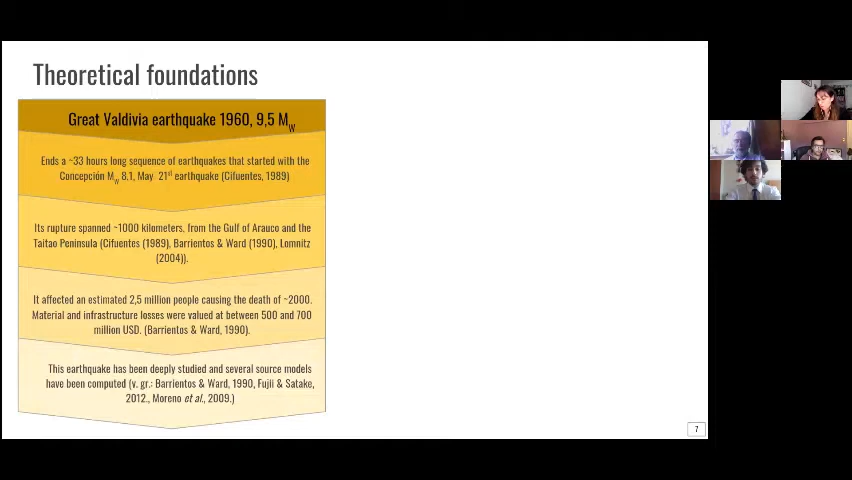 Theoretical foundations
Great Valdivia earthquake 1960, 9,5 MW
Ends a ~33 hours long sequence of earthquakes that started with the
Concepción MW 8,1, May 21st earthquake (Cifuentes, 1989)
Its rupture spanned ~1000 kilometers, from the Gulf of Arauco and the
Taitao Peninsula (Cifuentes (1989), Barrientos & Ward (1990), Lomnitz
(2004)).
It affected an estimated 2,5 million people causing the death of ~2000.
Material and infrastructure losses were valued at between 500 and 700
million USD. (Barrientos & Ward, 1990).
This earthquake has been deeply studied and several source models
have been computed (v. gr.: Barrientos & Ward, 1990, Fujii & Satake,
2012., Moreno et al., 2009.)
7